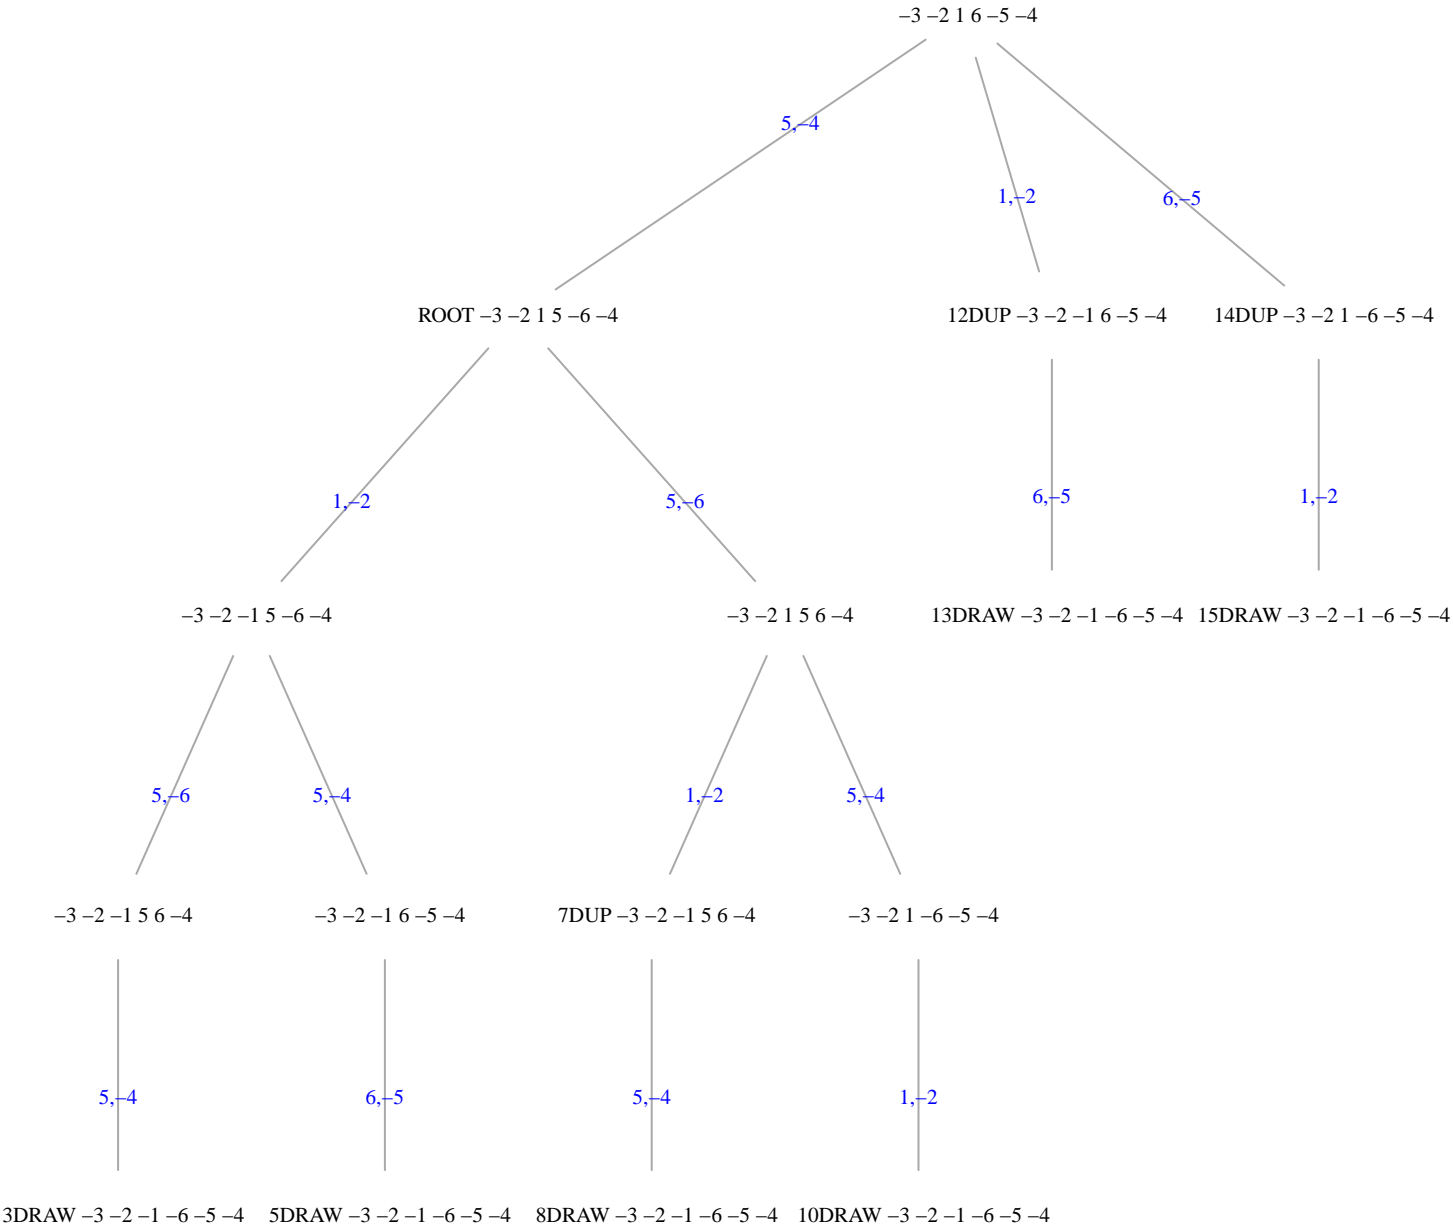 –3 –2 1 6 –5 –4
5,–4
1,–2
6,–5
ROOT –3 –2 1 5 –6 –4
12DUP –3 –2 –1 6 –5 –4
14DUP –3 –2 1 –6 –5 –4
1,–2
5,–6
6,–5
1,–2
–3 –2 –1 5 –6 –4
–3 –2 1 5 6 –4
13DRAW –3 –2 –1 –6 –5 –4
15DRAW –3 –2 –1 –6 –5 –4
5,–6
5,–4
1,–2
5,–4
–3 –2 –1 5 6 –4
–3 –2 –1 6 –5 –4
7DUP –3 –2 –1 5 6 –4
–3 –2 1 –6 –5 –4
5,–4
6,–5
5,–4
1,–2
3DRAW –3 –2 –1 –6 –5 –4
5DRAW –3 –2 –1 –6 –5 –4
8DRAW –3 –2 –1 –6 –5 –4
10DRAW –3 –2 –1 –6 –5 –4